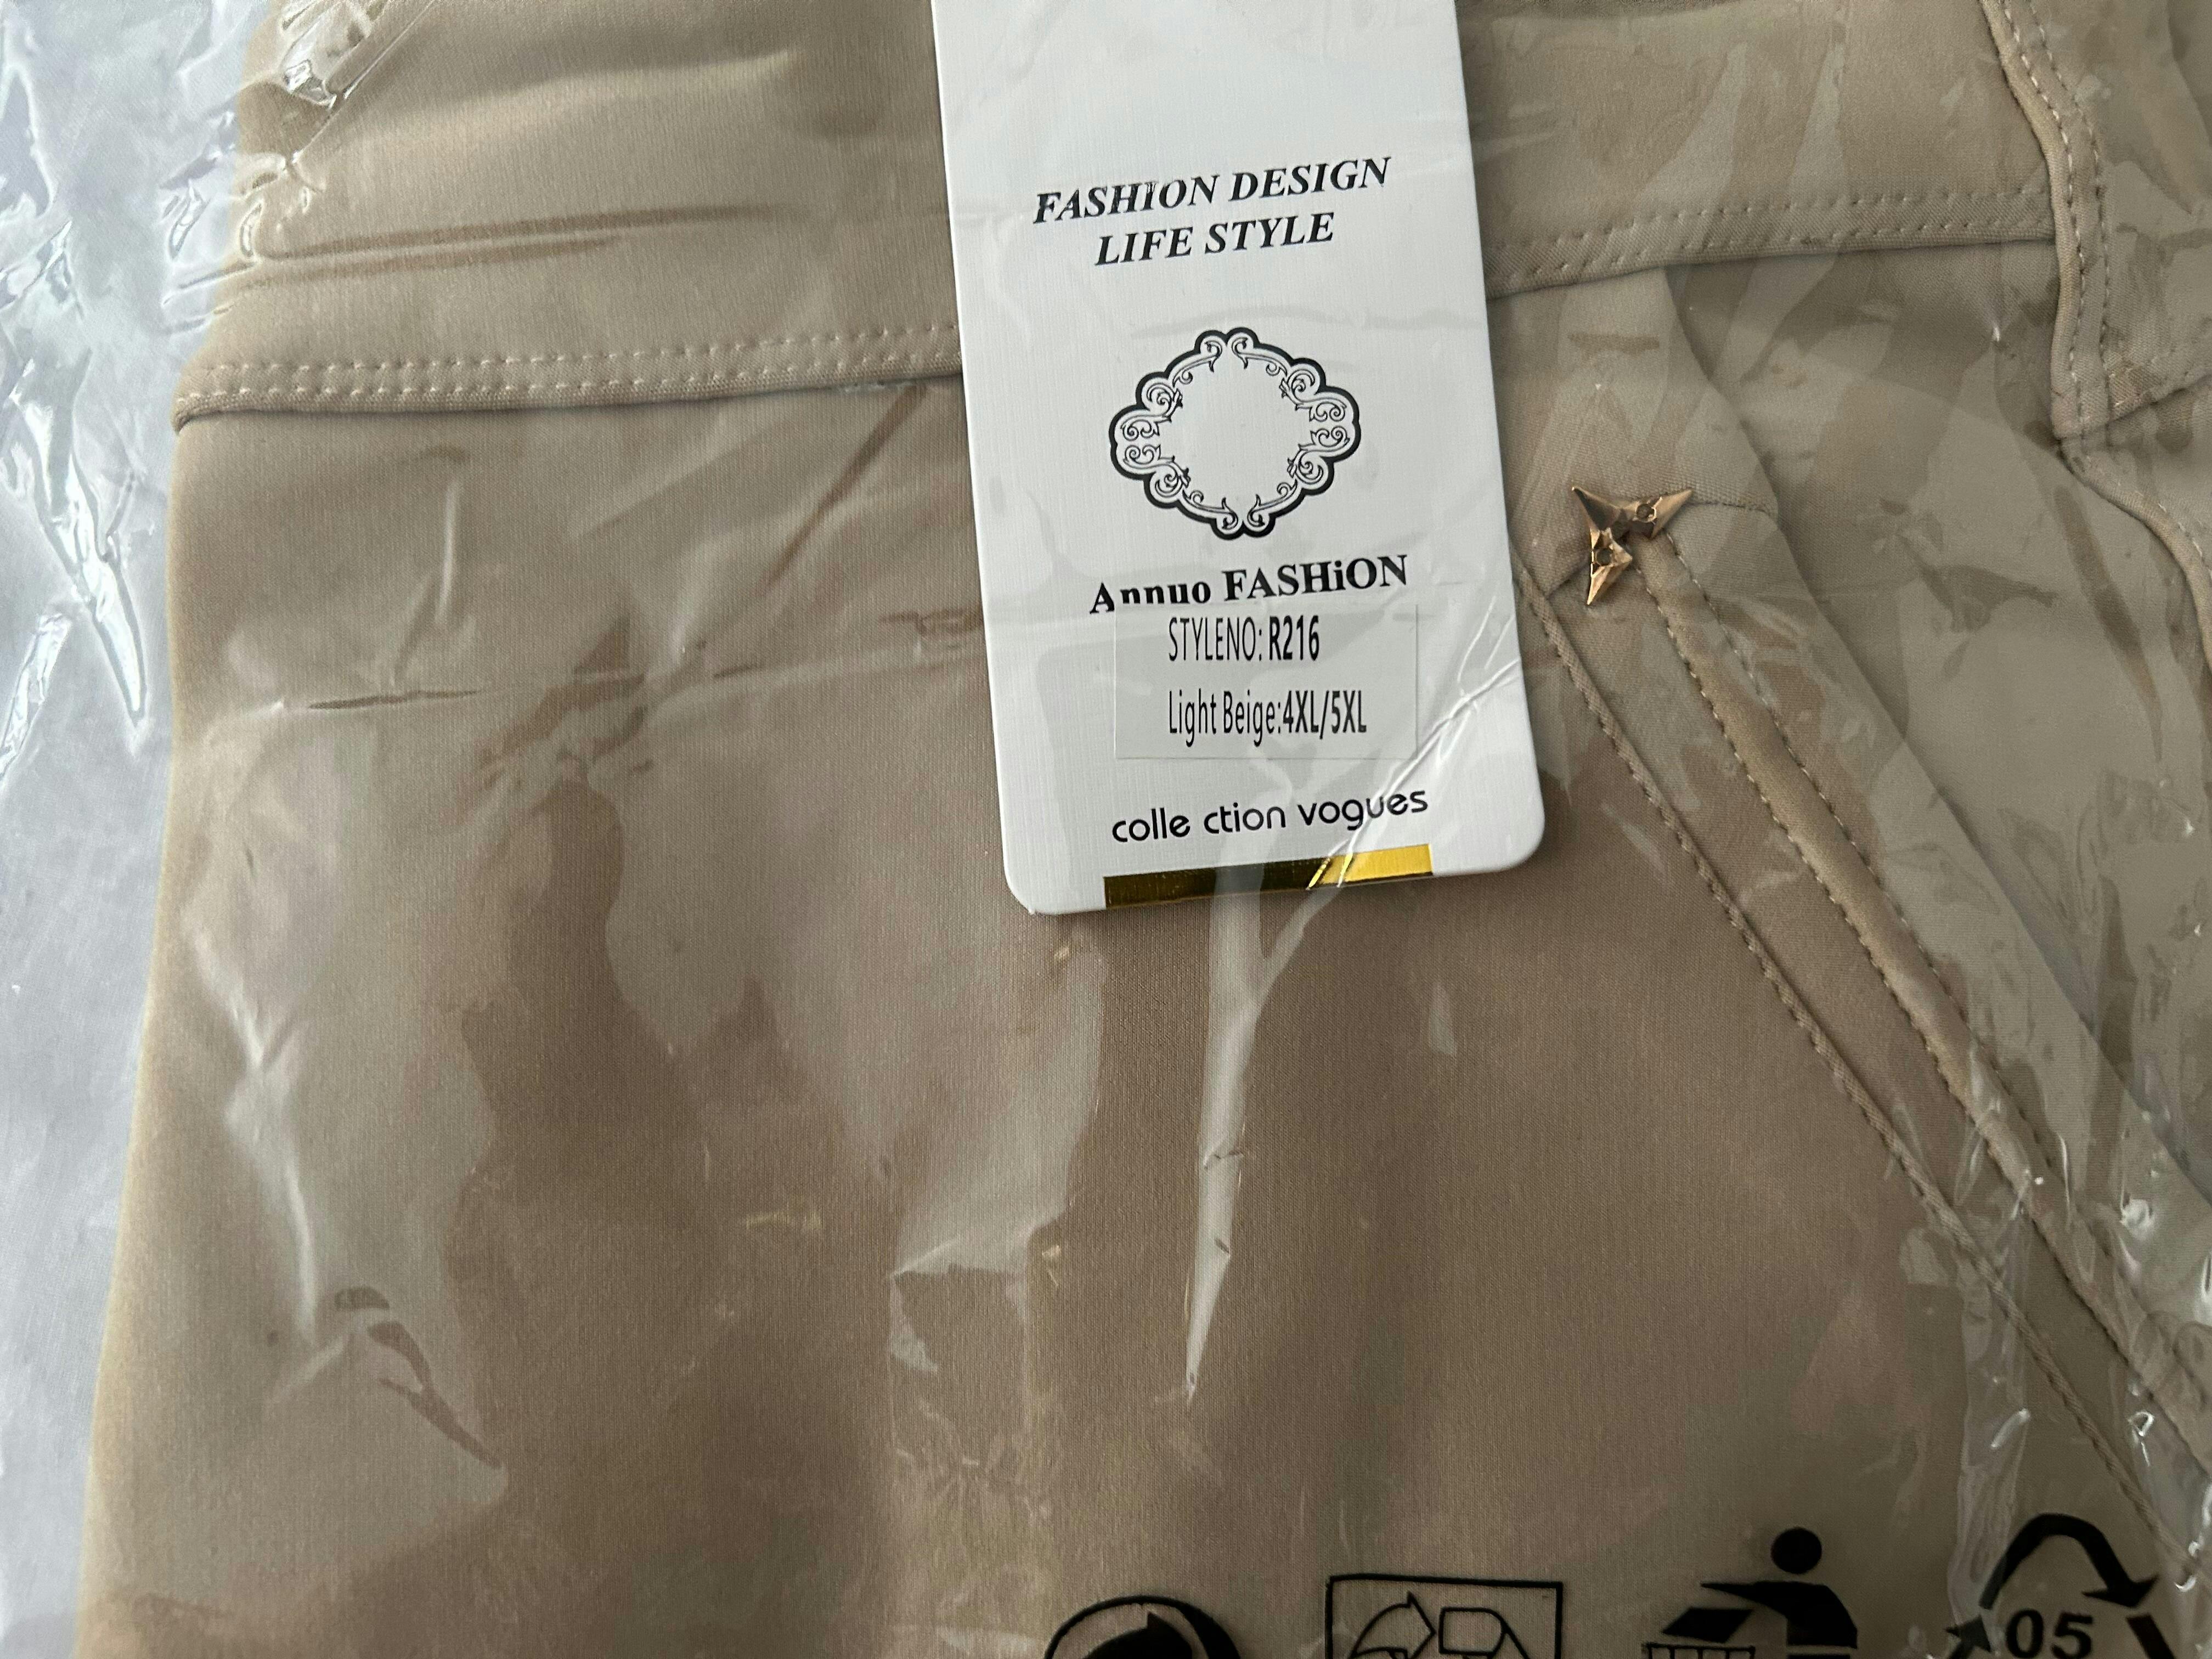 FASHION DESIGN
LIFE STYLE
Annuo FASHiON
STYLENO: R216
Light Beige:4XL/5XL
colle ction vogues
05